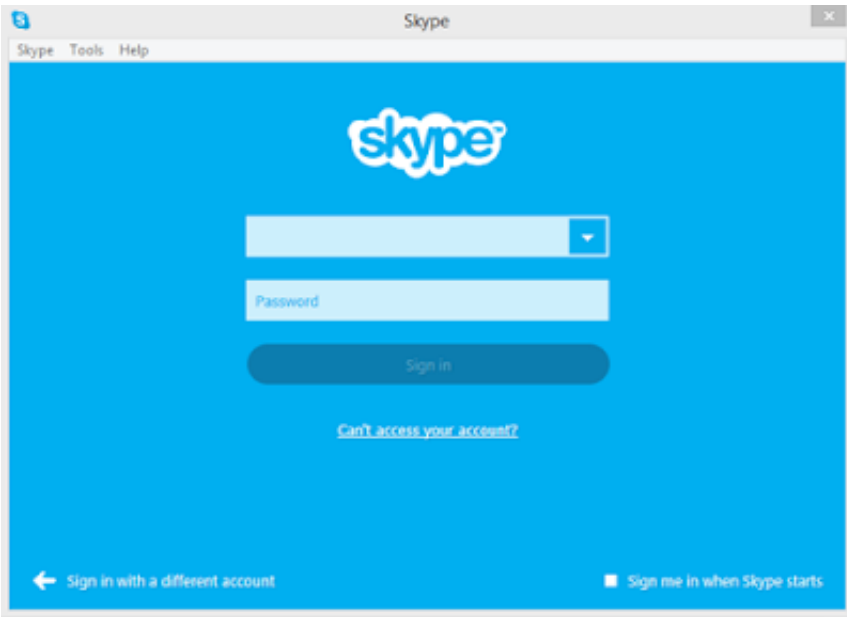 Skype
Skype Tools Help
skype™
Password
Sign in
Can't access your account?
Sign in with a different account
Sign me in when Skype starts